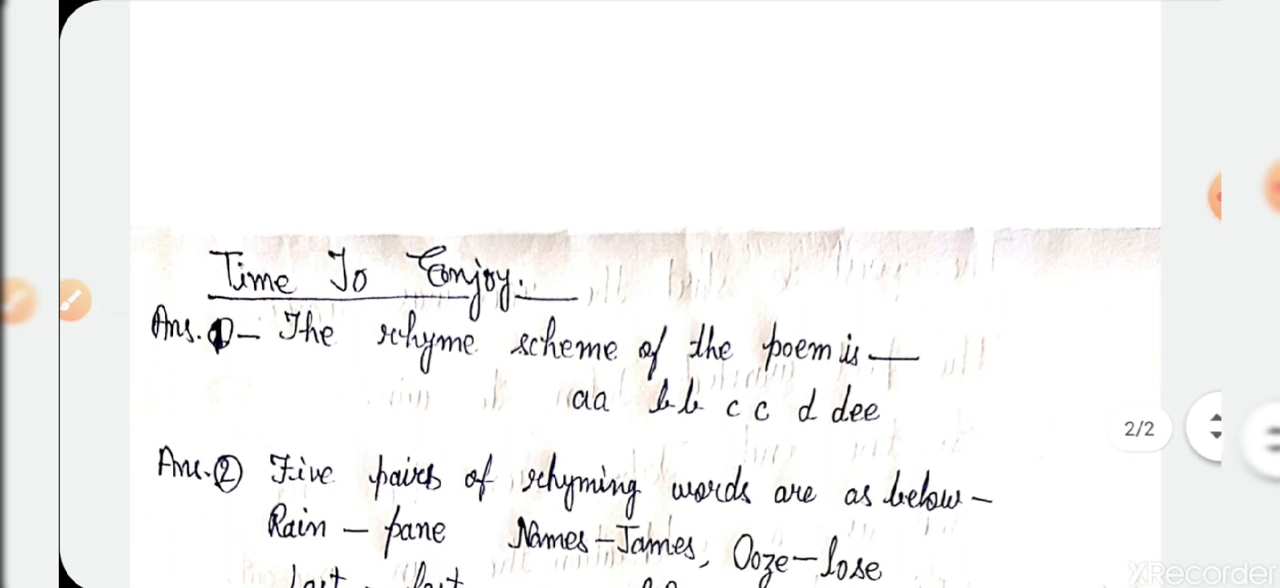 Time To Enjoy:
Ans. ①- The rhyme scheme of the poem is —
aa bb c c d dee
2/2
Ans. ② Five pairs of rhyming words are as below -
Rain - pane Names - James, Ooze - lose
XRecorder